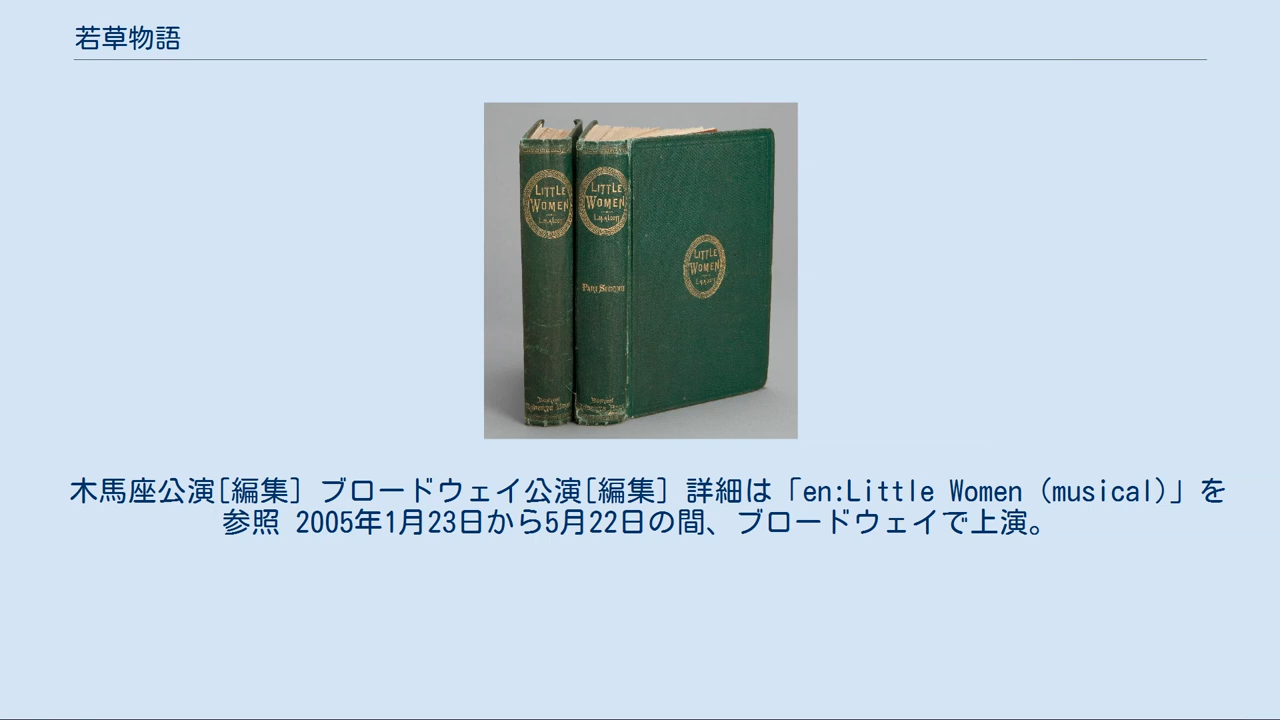 若草物語
LITTLE
WOMEN
LITTLE
WOMEN
LITTLE
WOMEN
木馬座公演[編集] ブロードウェイ公演[編集] 詳細は「en:Little Women (musical)」を
参照 2005年1月23日から5月22日の間、ブロードウェイで上演。